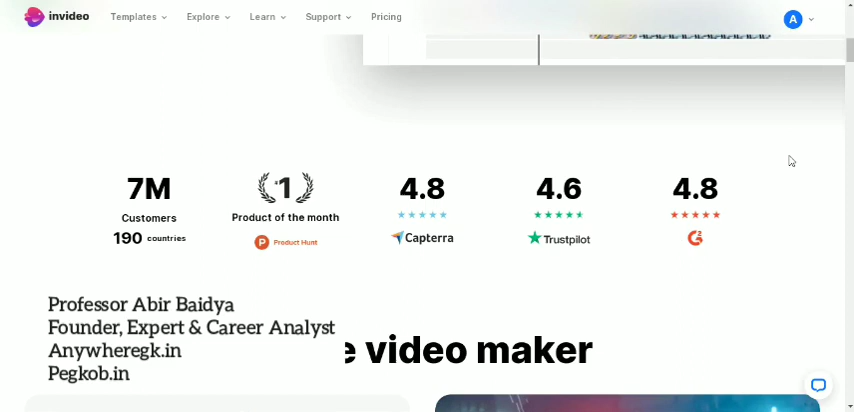 invideo Templates Explore Learn Support Pricing A
7M #1 4.8 4.6 4.8
Customers Product of the month
190 countries Product Hunt Capterra Trustpilot G2
Professor Abir Baidya
Founder, Expert & Career Analyst
Anywheregk.in
Pegkob.in
e video maker